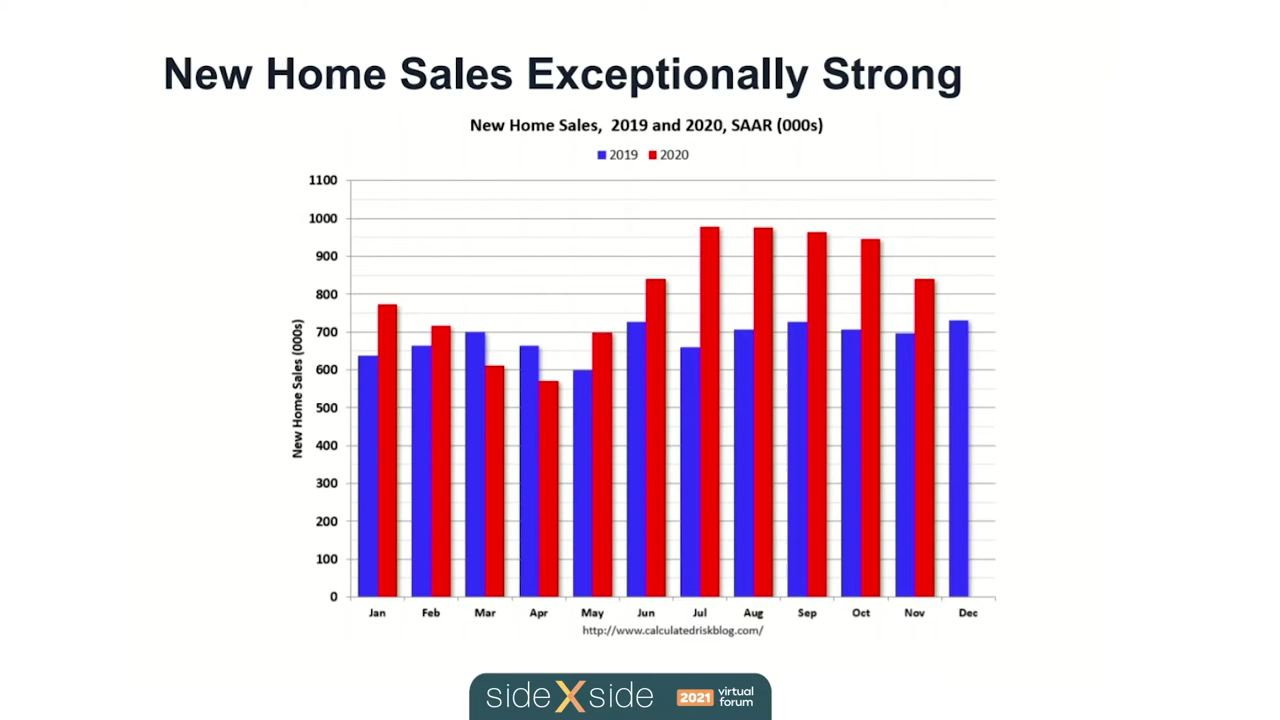 New Home Sales Exceptionally Strong
New Home Sales, 2019 and 2020, SAAR (000s)
2019 2020
New Home Sales (000s)
1100
1000
900
800
700
600
500
400
300
200
100
0
Jan Feb Mar Apr May Jun Jul Aug Sep Oct Nov Dec
http://www.calculatedriskblog.com/
side X side 2021 virtual
forum